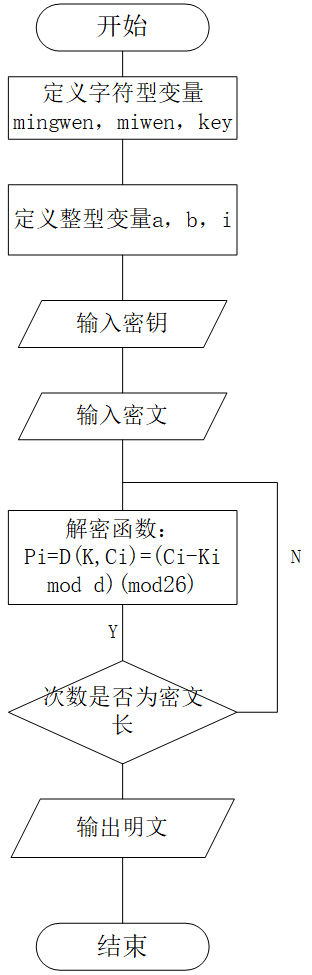 开始
定义字符型变量
mingwen，miwen，key
定义整型变量a，b，i
输入密钥
输入密文
解密函数：
Pi=D(K,Ci)=(Ci-Ki
mod d)(mod26)
N
Y
次数是否为密文
长
输出明文
结束